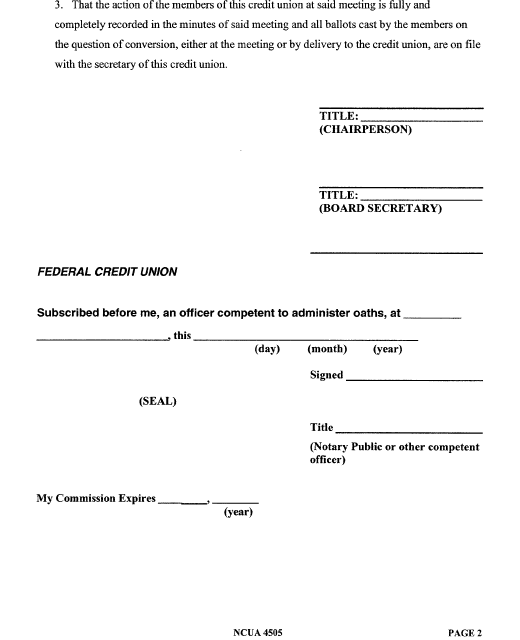 3. That the action of the members of this credit union at said meeting is fully and
completely recorded in the minutes of said meeting and all ballots cast by the members on
the question of conversion, either at the meeting or by delivery to the credit union, are on file
with the secretary of this credit union.
TITLE: ____________________
(CHAIRPERSON)
TITLE: ____________________
(BOARD SECRETARY)
FEDERAL CREDIT UNION
Subscribed before me, an officer competent to administer oaths, at _________
______________________, this ______________________________________
(day) (month) (year)
Signed _______________________
(SEAL)
Title _________________________
(Notary Public or other competent
officer)
My Commission Expires ________, ________
(year)
NCUA 4505 PAGE 2